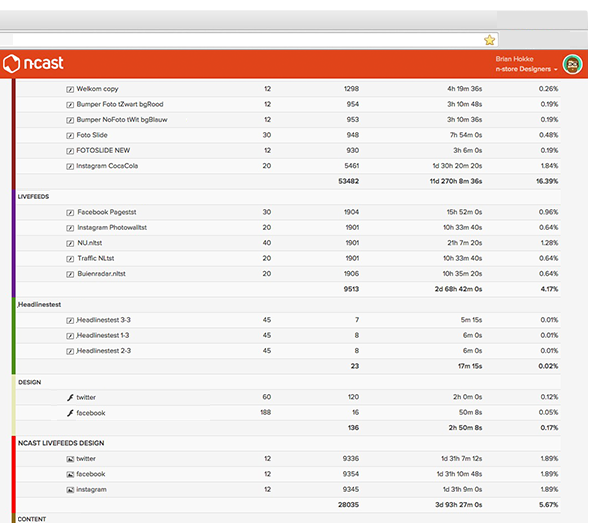 n·cast
Brian Hokke
n-store Designers
Welkom copy 12 1298 4h 19m 36s 0.26%
Bumper Foto tZwart bgRood 12 954 3h 10m 48s 0.19%
Bumper NoFoto tWit bgBlauw 12 953 3h 10m 36s 0.19%
Foto Slide 30 948 7h 54m 0s 0.48%
FOTOSLIDE NEW 12 930 3h 6m 0s 0.19%
Instagram CocaCola 20 5461 1d 30h 20m 20s 1.84%
53482 11d 270h 8m 36s 16.39%
LIVEFEEDS
Facebook Pagestst 30 1904 15h 52m 0s 0.96%
Instagram Photowalltst 20 1901 10h 33m 40s 0.64%
NU.nltst 40 1901 21h 7m 20s 1.28%
Traffic NLtst 20 1901 10h 33m 40s 0.64%
Buienradar.nltst 20 1906 10h 35m 20s 0.64%
9513 2d 68h 42m 0s 4.17%
,Headlinestest
,Headlinestest 3-3 45 7 5m 15s 0.01%
,Headlinestest 1-3 45 8 6m 0s 0.01%
,Headlinestest 2-3 45 8 6m 0s 0.01%
23 17m 15s 0.02%
DESIGN
twitter 60 120 2h 0m 0s 0.12%
facebook 188 16 50m 8s 0.05%
136 2h 50m 8s 0.17%
NCAST LIVEFEEDS DESIGN
twitter 12 9336 1d 31h 7m 12s 1.89%
facebook 12 9354 1d 31h 10m 48s 1.89%
instagram 12 9345 1d 31h 9m 0s 1.89%
28035 3d 93h 27m 0s 5.67%
CONTENT